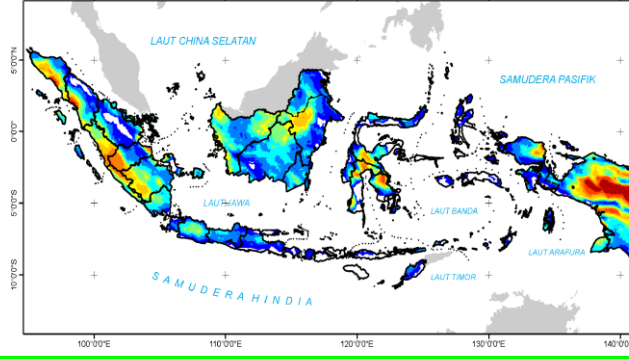 LAUT CHINA SELATAN
5°0'0"N
SAMUDERA PASIFIK
0°0'0"
LAUT JAWA
5°0'0"S
LAUT BANDA
LAUT ARAFURA
10°0'0"S
SAMUDERA HINDIA
LAUT TIMOR
100°0'0"E 110°0'0"E 120°0'0"E 130°0'0"E 140°0'